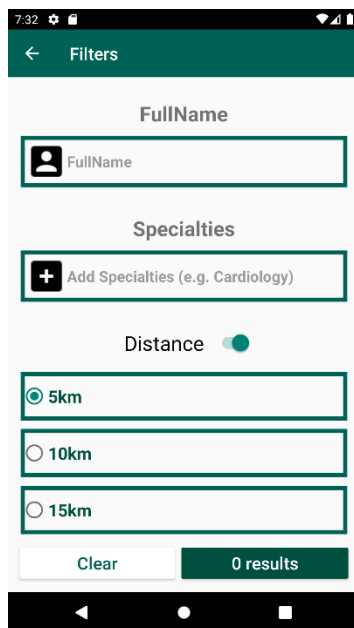 7:32
Filters
FullName
FullName
Specialties
Add Specialties (e.g. Cardiology)
Distance
5km
10km
15km
Clear
0 results